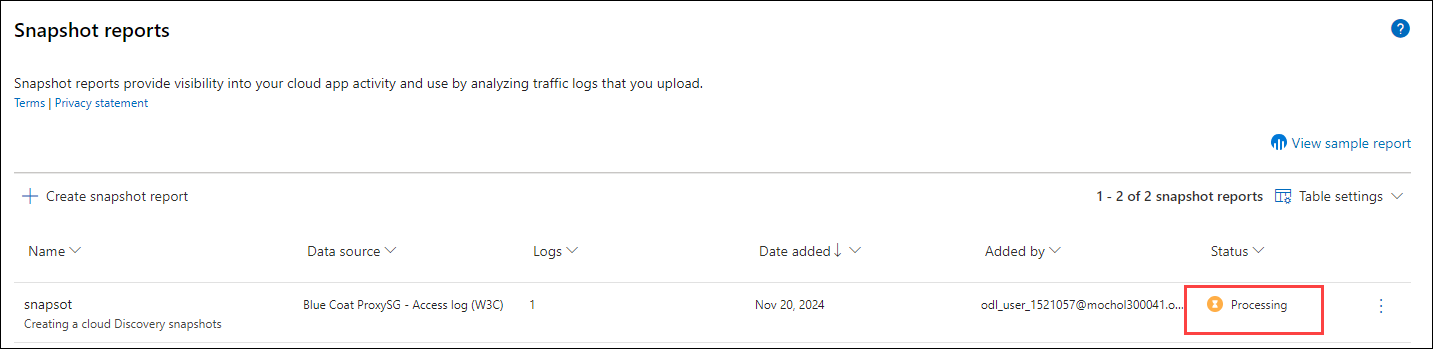 Snapshot reports
?
Snapshot reports provide visibility into your cloud app activity and use by analyzing traffic logs that you upload.
Terms | Privacy statement
View sample report
Create snapshot report
1 - 2 of 2 snapshot reports
Table settings
Name
Data source
Logs
Date added
Added by
Status
snapsot
Blue Coat ProxySG - Access log (W3C)
1
Nov 20, 2024
odl_user_1521057@mochol300041.o...
Processing
Creating a cloud Discovery snapshots